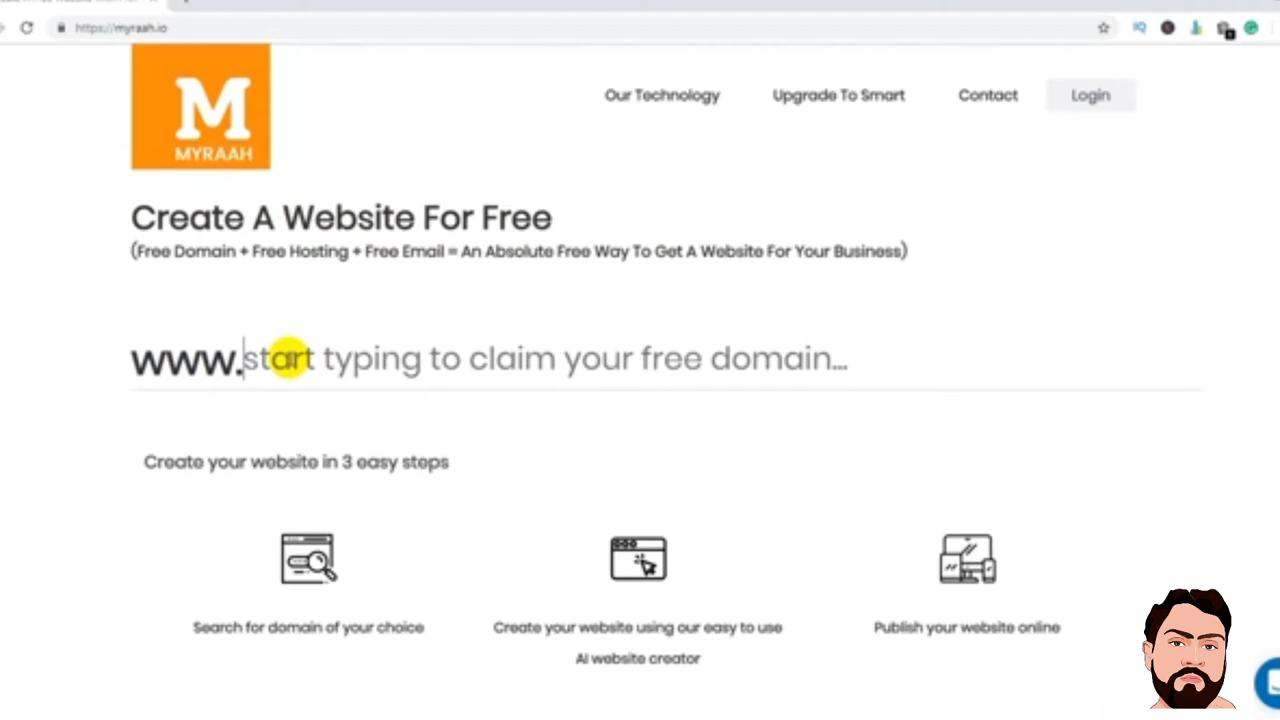 https://myraah.io
M
MYRAAH
Our Technology
Upgrade To Smart
Contact
Login
Create A Website For Free
(Free Domain + Free Hosting + Free Email = An Absolute Free Way To Get A Website For Your Business)
www.start typing to claim your free domain...
Create your website in 3 easy steps
Search for domain of your choice
Create your website using our easy to use
AI website creator
Publish your website online